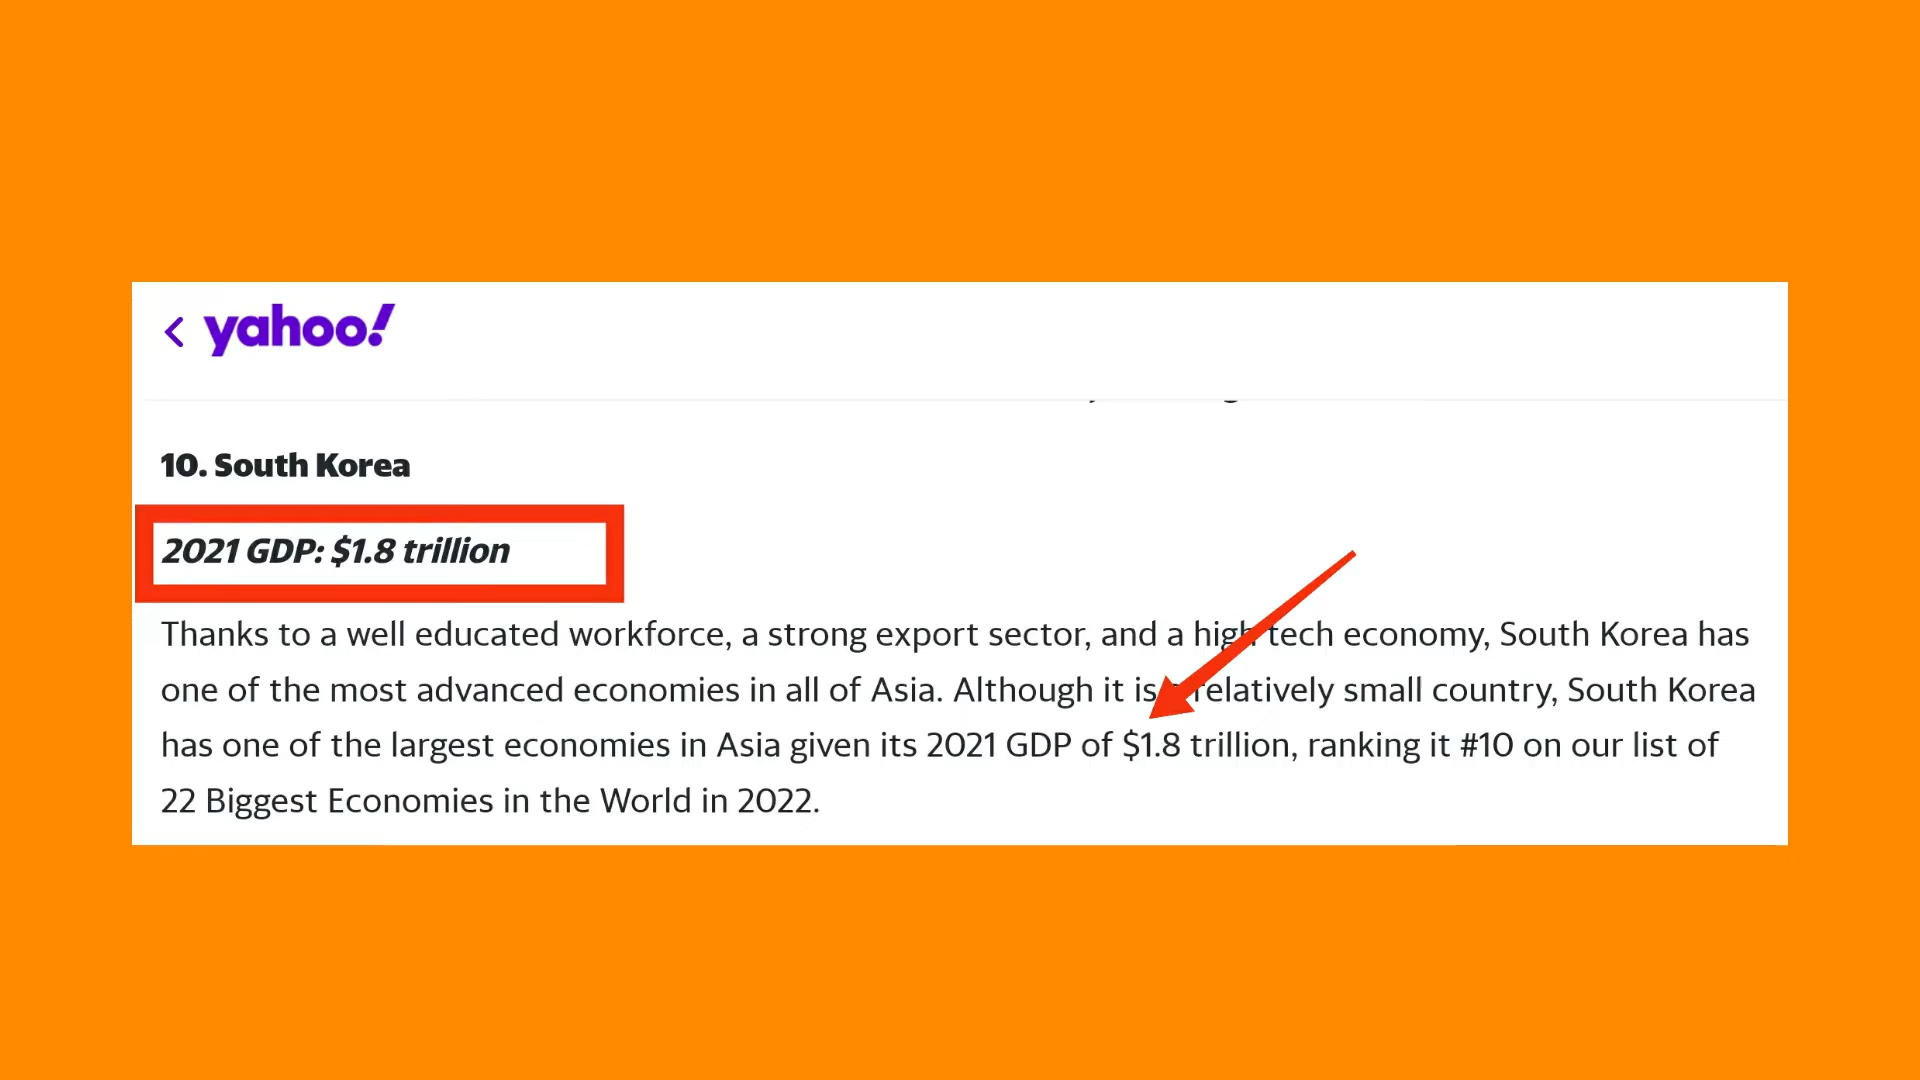 yahoo!
10. South Korea
2021 GDP: $1.8 trillion
Thanks to a well educated workforce, a strong export sector, and a high tech economy, South Korea has
one of the most advanced economies in all of Asia. Although it is a relatively small country, South Korea
has one of the largest economies in Asia given its 2021 GDP of $1.8 trillion, ranking it #10 on our list of
22 Biggest Economies in the World in 2022.